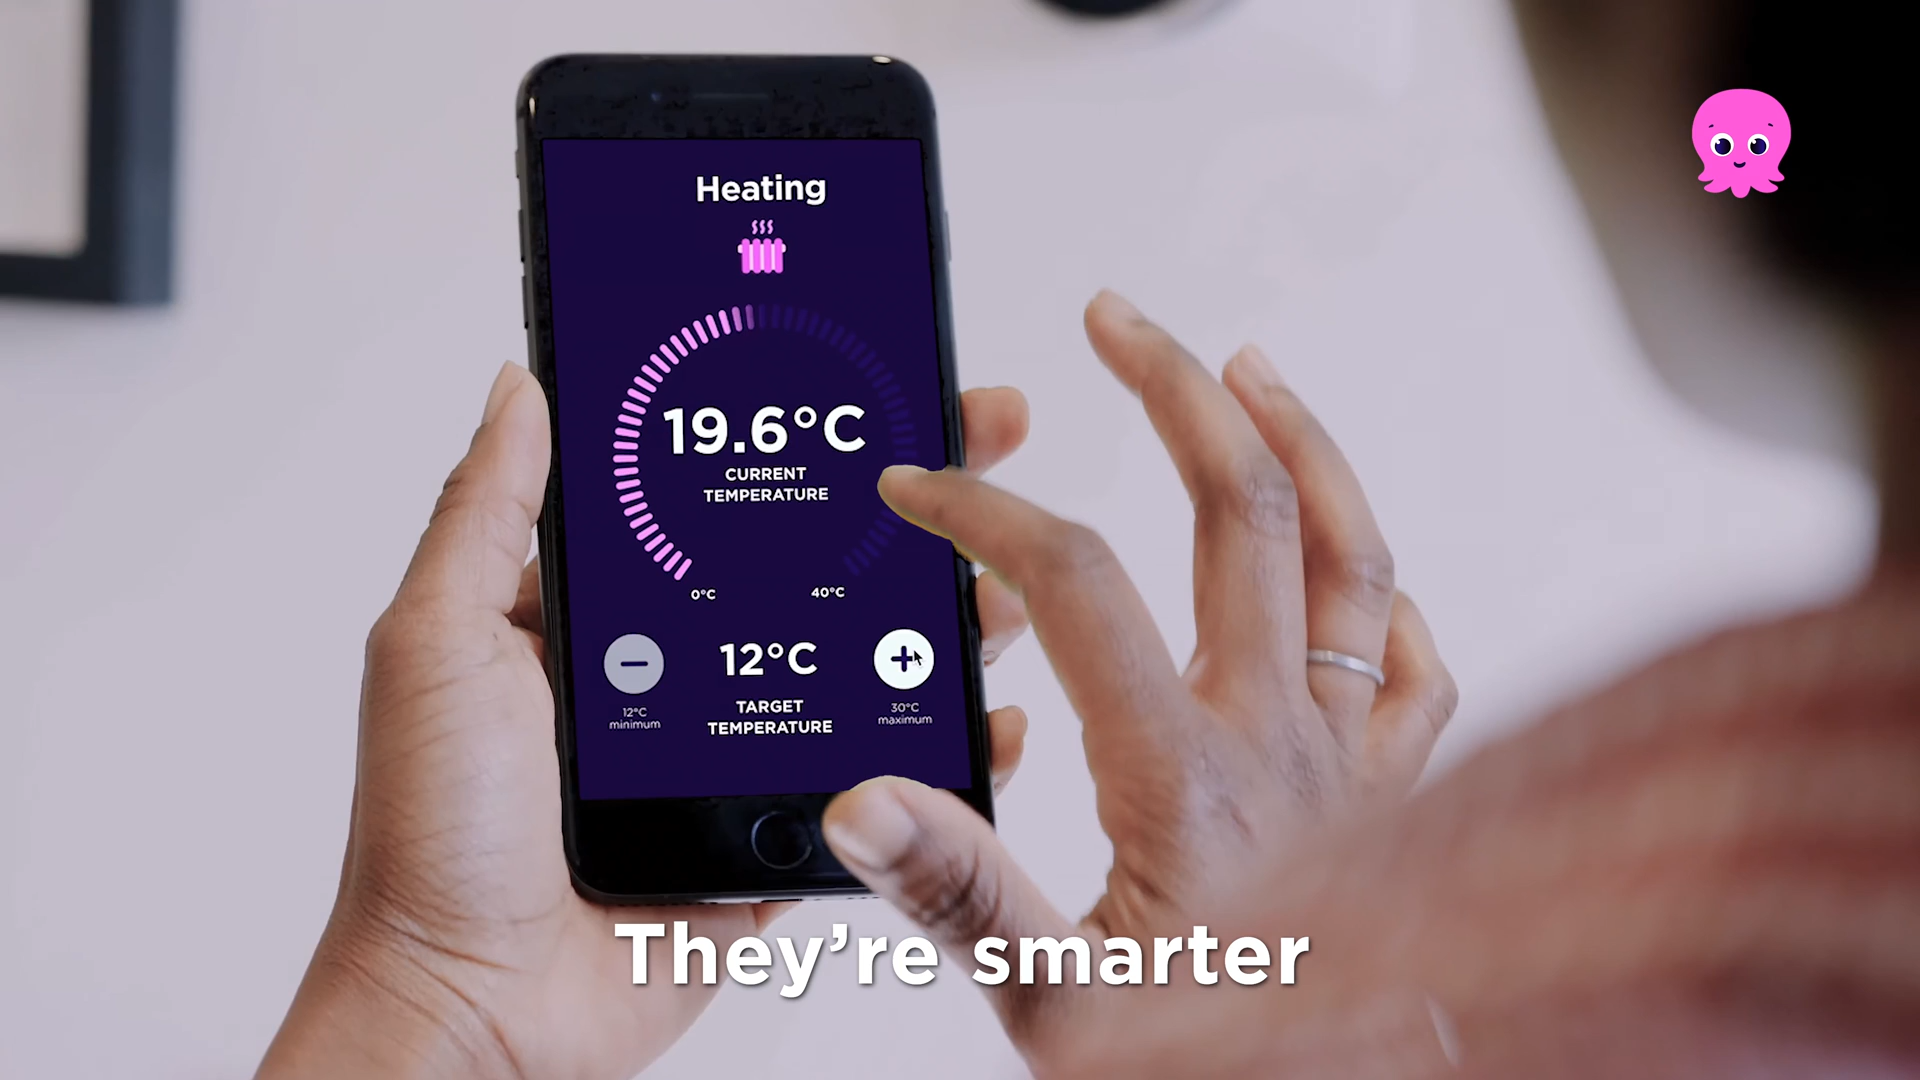 Heating
19.6°C
CURRENT
TEMPERATURE
0°C
40°C
12°C
12°C
minimum
TARGET
TEMPERATURE
30°C
maximum
They’re smarter